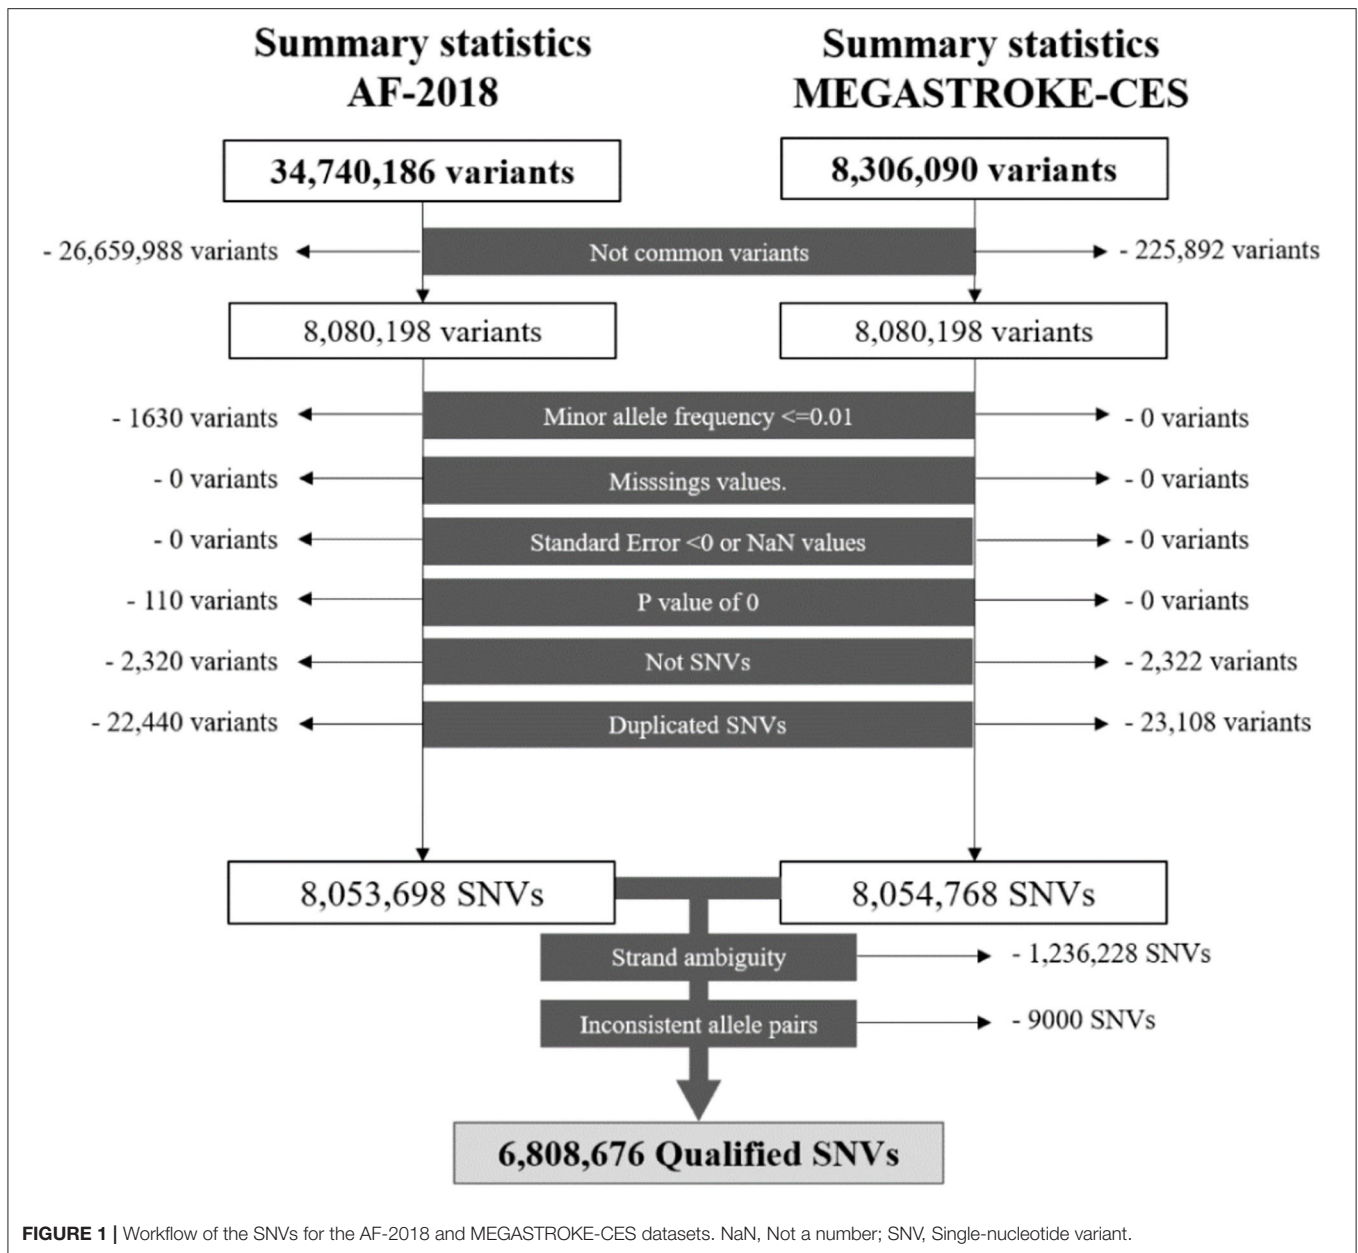 Summary statistics
AF-2018
Summary statistics
MEGASTROKE-CES
34,740,186 variants
8,306,090 variants
- 26,659,988 variants
Not common variants
- 225,892 variants
8,080,198 variants
8,080,198 variants
- 1630 variants
Minor allele frequency <=0.01
- 0 variants
- 0 variants
Misssings values.
- 0 variants
- 0 variants
Standard Error <0 or NaN values
- 0 variants
- 110 variants
P value of 0
- 0 variants
- 2,320 variants
Not SNVs
- 2,322 variants
- 22,440 variants
Duplicated SNVs
- 23,108 variants
8,053,698 SNVs
8,054,768 SNVs
Strand ambiguity
- 1,236,228 SNVs
Inconsistent allele pairs
- 9000 SNVs
6,808,676 Qualified SNVs
FIGURE 1 | Workflow of the SNVs for the AF-2018 and MEGASTROKE-CES datasets. NaN, Not a number; SNV, Single-nucleotide variant.